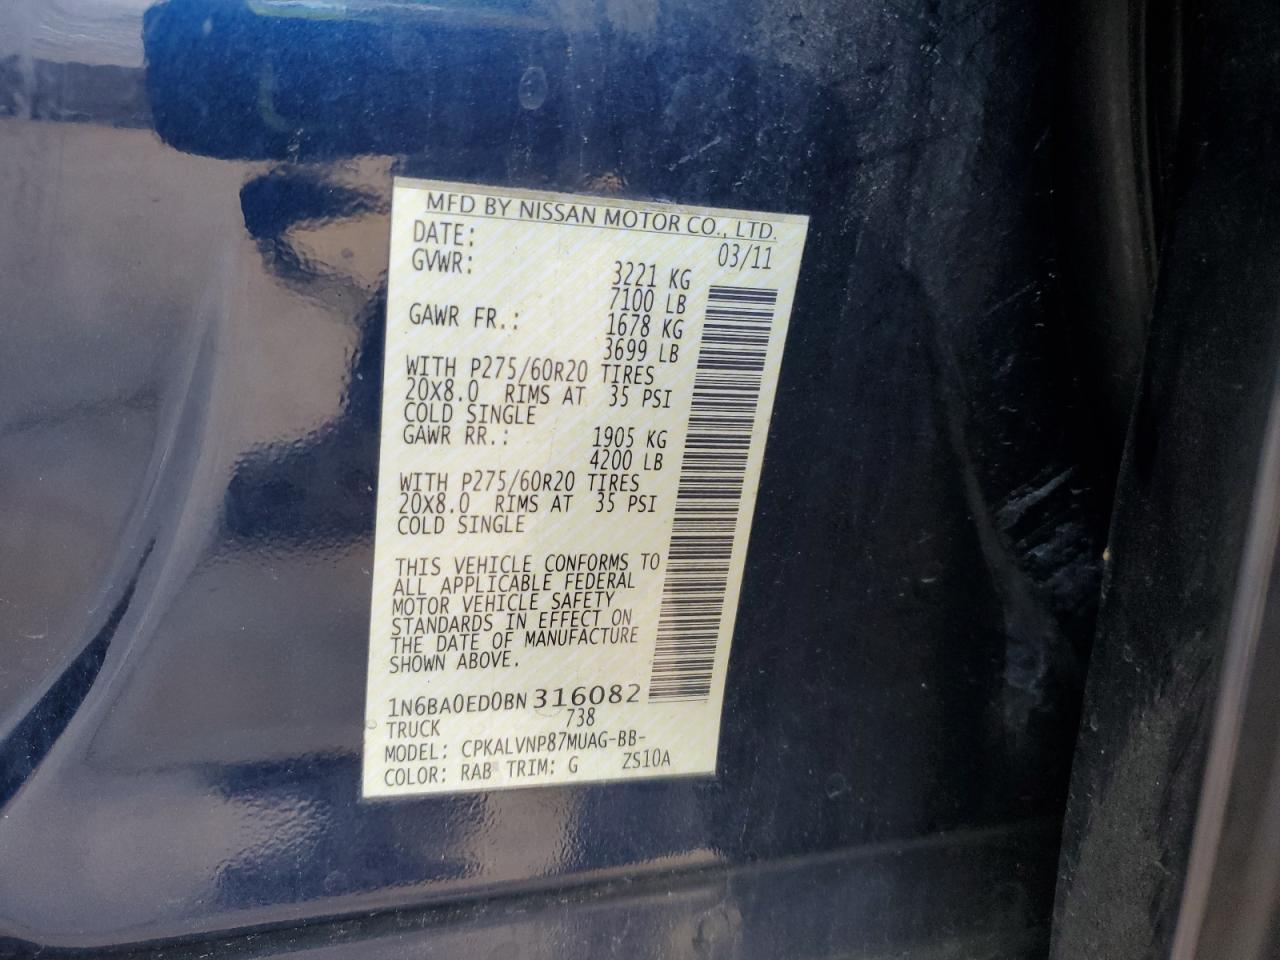 MFD BY NISSAN MOTOR CO., LTD.
DATE: 03/11
GVWR: 3221 KG
7100 LB
GAWR FR.: 1678 KG
3699 LB
WITH P275/60R20 TIRES
20X8.0 RIMS AT 35 PSI
COLD SINGLE
GAWR RR.: 1905 KG
4200 LB
WITH P275/60R20 TIRES
20X8.0 RIMS AT 35 PSI
COLD SINGLE
THIS VEHICLE CONFORMS TO
ALL APPLICABLE FEDERAL
MOTOR VEHICLE SAFETY
STANDARDS IN EFFECT ON
THE DATE OF MANUFACTURE
SHOWN ABOVE.
1N6BA0ED0BN316082
TRUCK 738
MODEL: CPKALVNP87MUAG-BB-
COLOR: RAB TRIM: G ZS10A